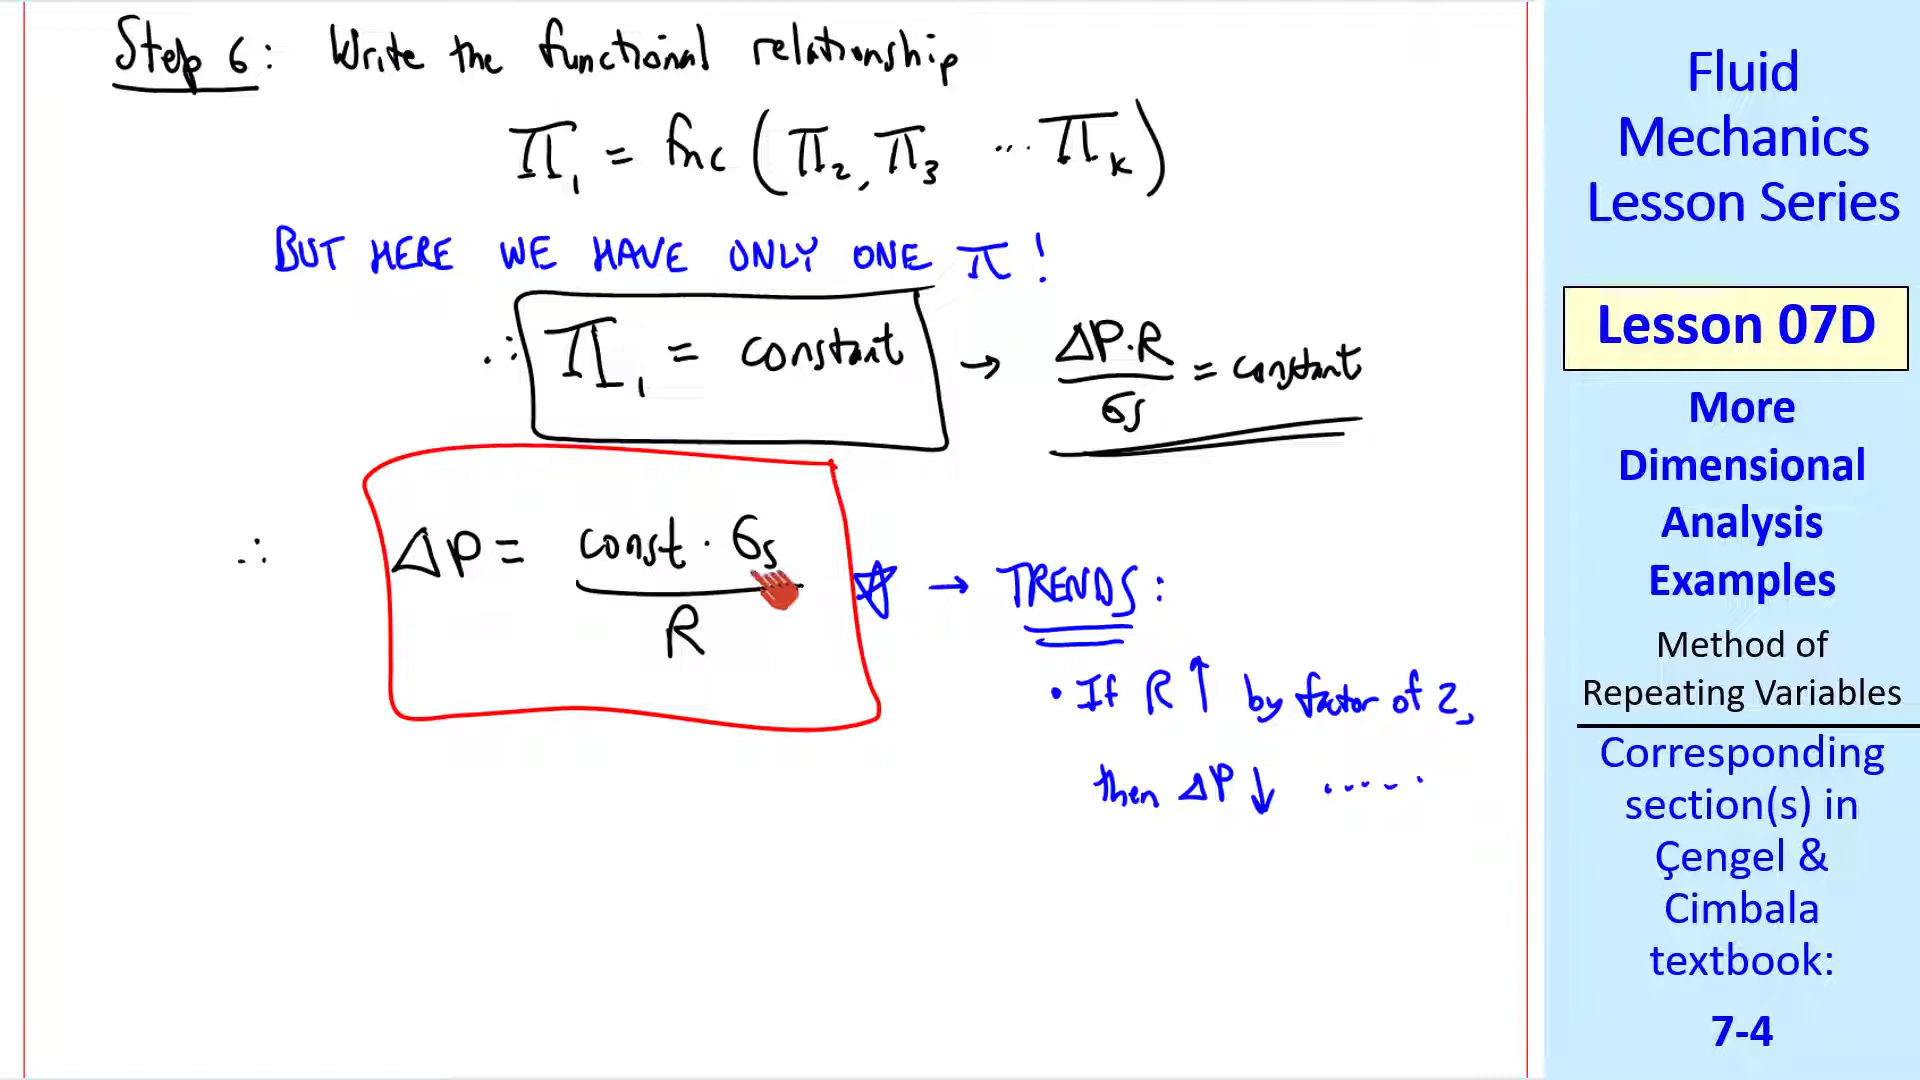 Step 6: Write the functional relationship
Π₁ = fnc (Π₂, Π₃ ... Πₖ)
BUT HERE WE HAVE ONLY ONE Π!
∴ Π₁ = constant → ΔP·R / σs = constant
∴ ΔP = const · σs / R ☆ → TRENDS:
• If R ↑ by factor of 2,
then ΔP ↓ ......
Fluid
Mechanics
Lesson Series
Lesson 07D
More
Dimensional
Analysis
Examples
Method of
Repeating Variables
Corresponding
section(s) in
Çengel &
Cimbala
textbook:
7-4